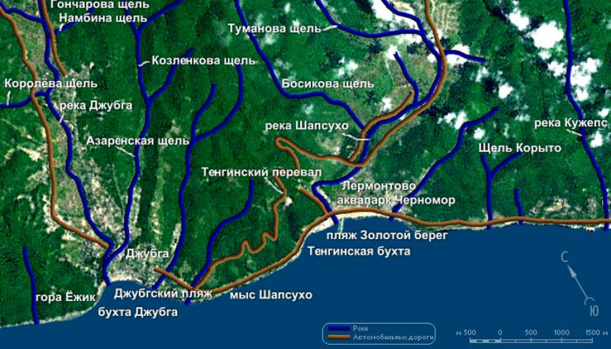 Гончарова щель
Намбина щель
Туманова щель
Козленкова щель
Босикова щель
Королёва щель
река Джубга
река Шапсухо
река Кужепс
Азаренская щель
Щель Корыто
Тенгинский перевал
Лермонтово
аквапарк Черномор
пляж Золотой берег
Тенгинская бухта
Джубга
гора Ёжик
Джубгский пляж
мыс Шапсухо
бухта Джубга
С
Ю
Реки
Автомобильные дороги
500 0 500 1000 1500